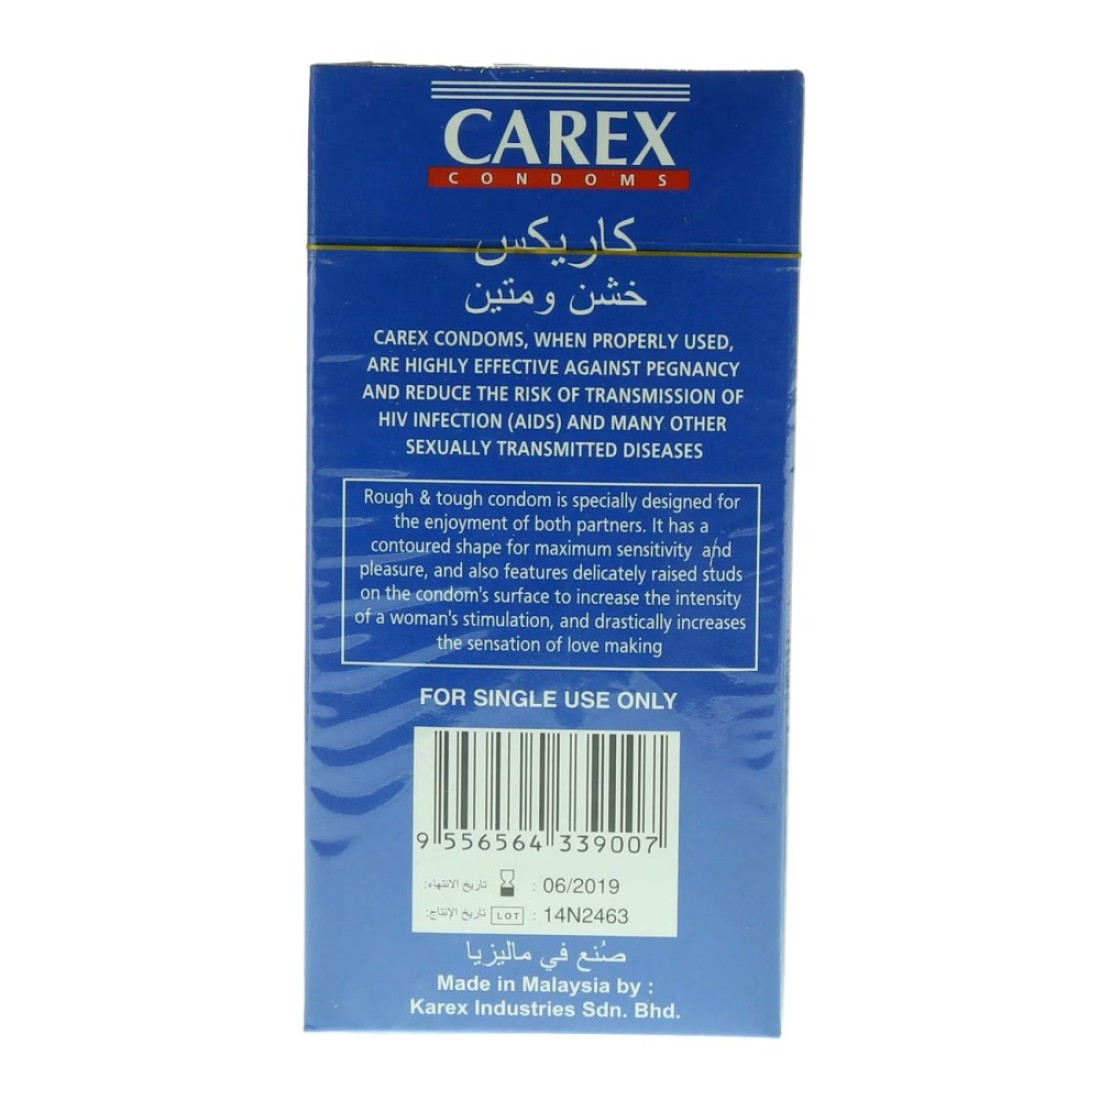 CAREX
CONDOMS
كاريكس
خشن ومتين
CAREX CONDOMS, WHEN PROPERLY USED,
ARE HIGHLY EFFECTIVE AGAINST PEGNANCY
AND REDUCE THE RISK OF TRANSMISSION OF
HIV INFECTION (AIDS) AND MANY OTHER
SEXUALLY TRANSMITTED DISEASES
Rough & tough condom is specially designed for
the enjoyment of both partners. It has a
contoured shape for maximum sensitivity and
pleasure, and also features delicately raised studs
on the condom's surface to increase the intensity
of a woman's stimulation, and drastically increases
the sensation of love making
FOR SINGLE USE ONLY
9 556564 339007
تاريخ الانتهاء: : 06/2019
تاريخ الإنتاج: LOT : 14N2463
صُنع في ماليزيا
Made in Malaysia by :
Karex Industries Sdn. Bhd.